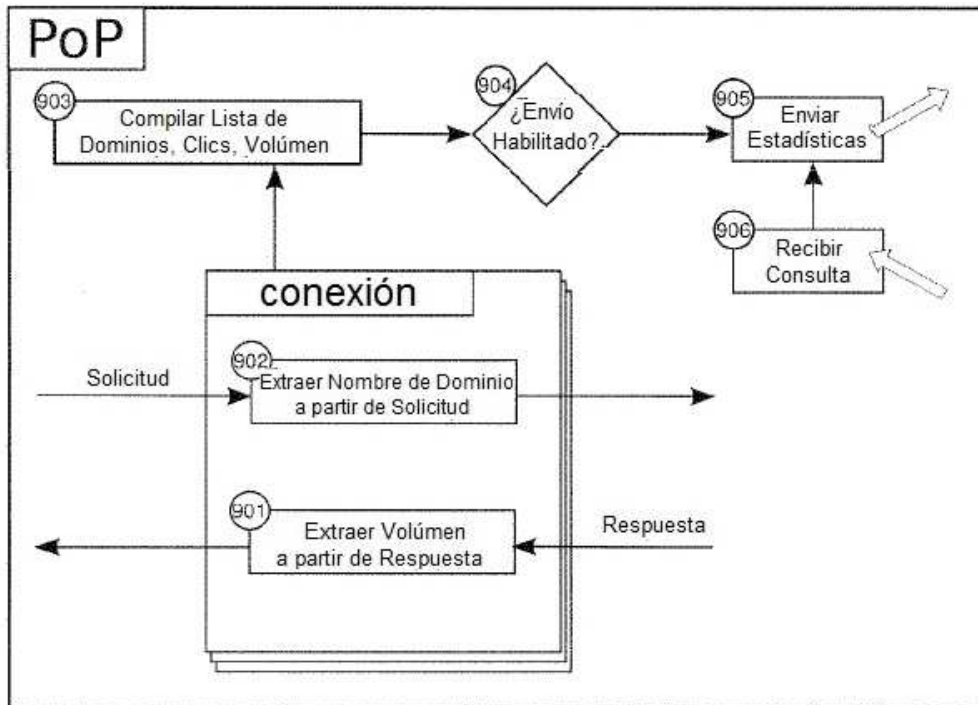 PoP
903
Compilar Lista de
Dominios, Clics, Volúmen
904
¿Envío
Habilitado?
905
Enviar
Estadísticas
906
Recibir
Consulta
conexión
Solicitud
902
Extraer Nombre de Dominio
a partir de Solicitud
901
Extraer Volúmen
a partir de Respuesta
Respuesta